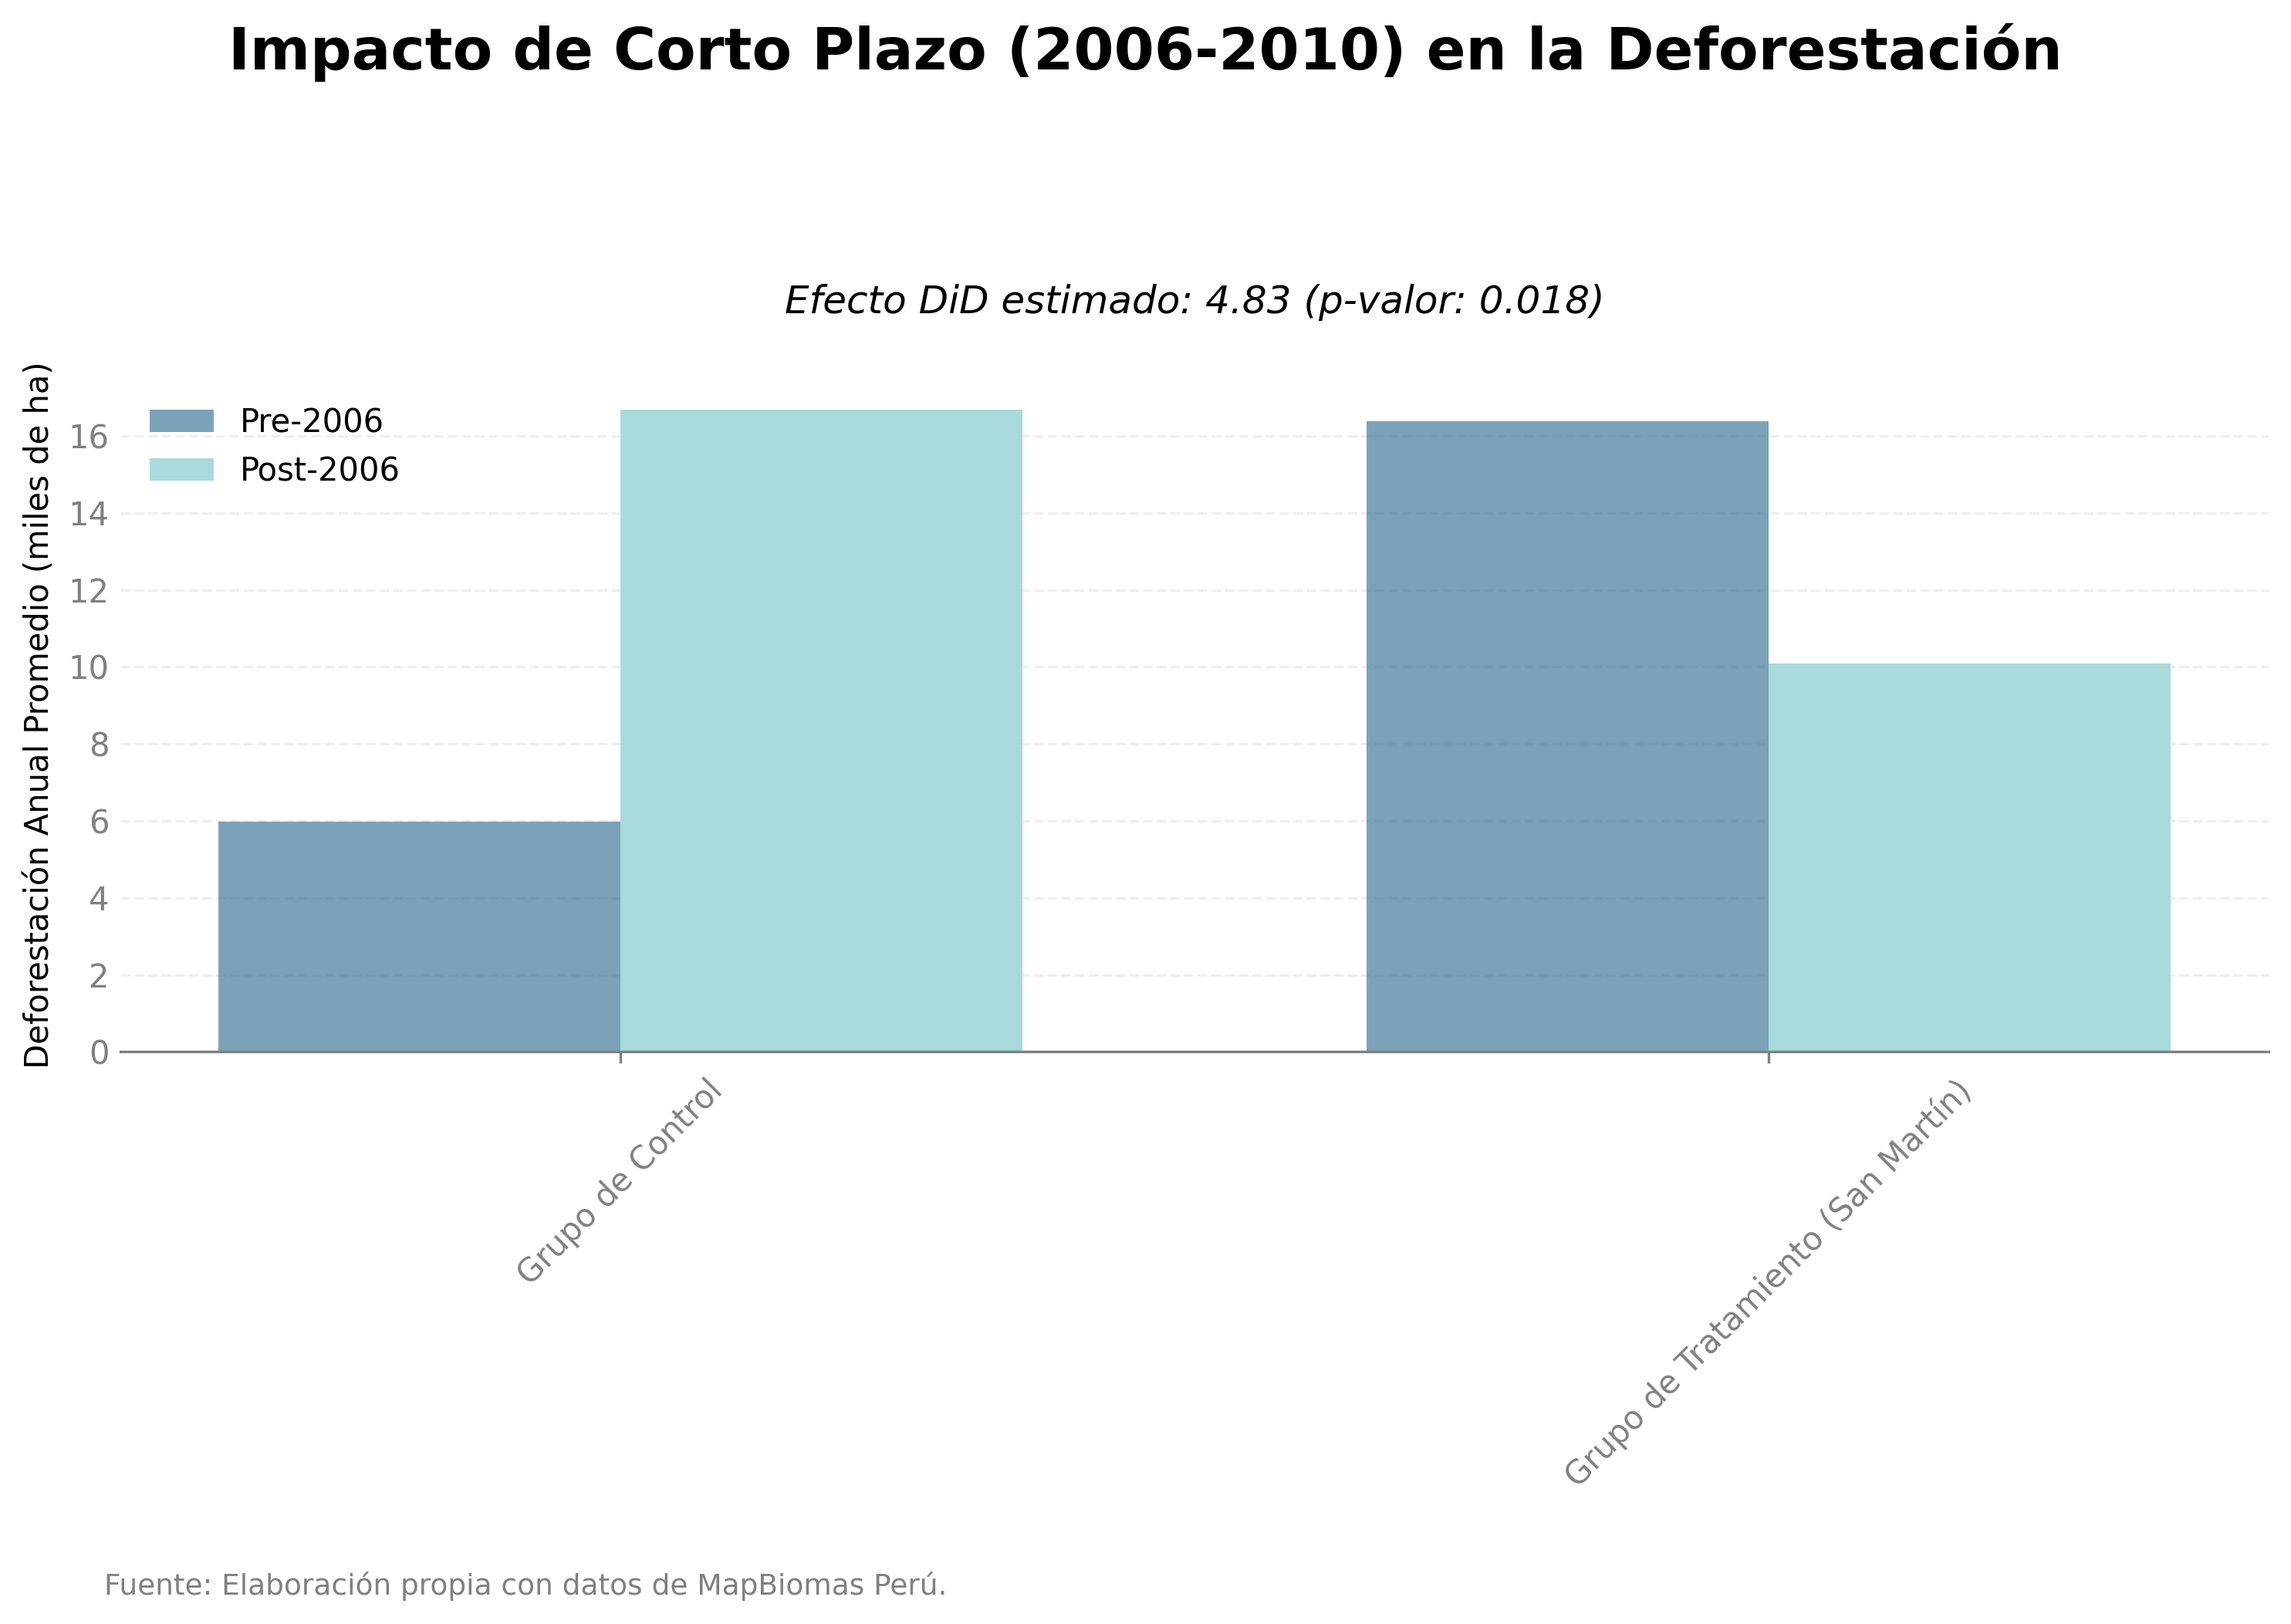 Impacto de Corto Plazo (2006-2010) en la Deforestación
Efecto DiD estimado: 4.83 (p-valor: 0.018)
Deforestación Anual Promedio (miles de ha)
Pre-2006
Post-2006
16
14
12
10
8
6
4
2
0
Grupo de Control
Grupo de Tratamiento (San Martín)
Fuente: Elaboración propia con datos de MapBiomas Perú.